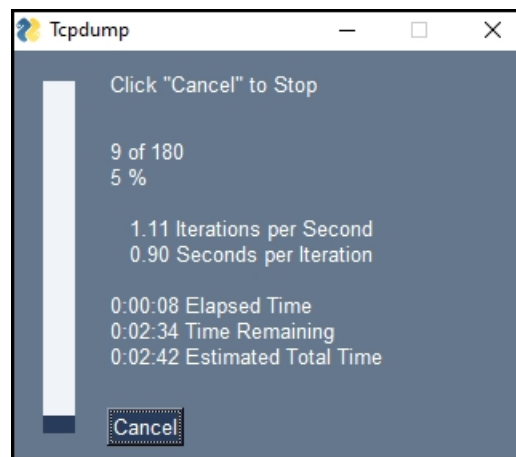 Tcpdump
Click "Cancel" to Stop
9 of 180
5 %
1.11 Iterations per Second
0.90 Seconds per Iteration
0:00:08 Elapsed Time
0:02:34 Time Remaining
0:02:42 Estimated Total Time
Cancel